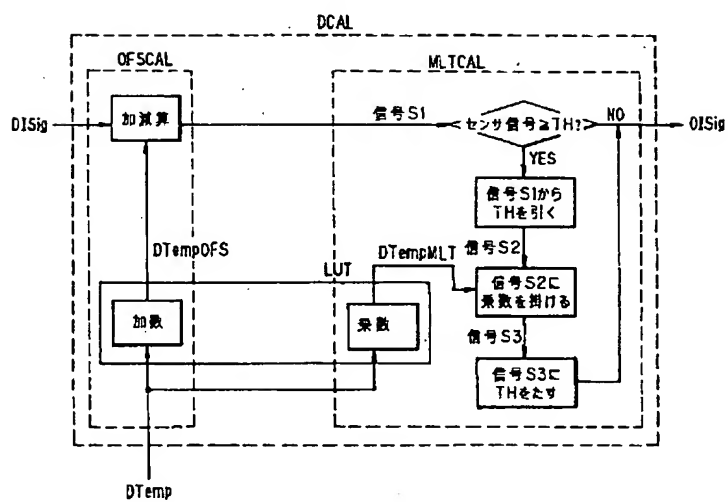 DCAL
OFSCAL
MLTCAL
DISig
加減算
信号S1
センサ信号≧TH?
NO
OISig
YES
信号S1から
THを引く
DTempOFS
信号S2
DTempMLT
LUT
加数
乗数
信号S2に
乗数を掛ける
信号S3
信号S3に
THをたす
DTemp